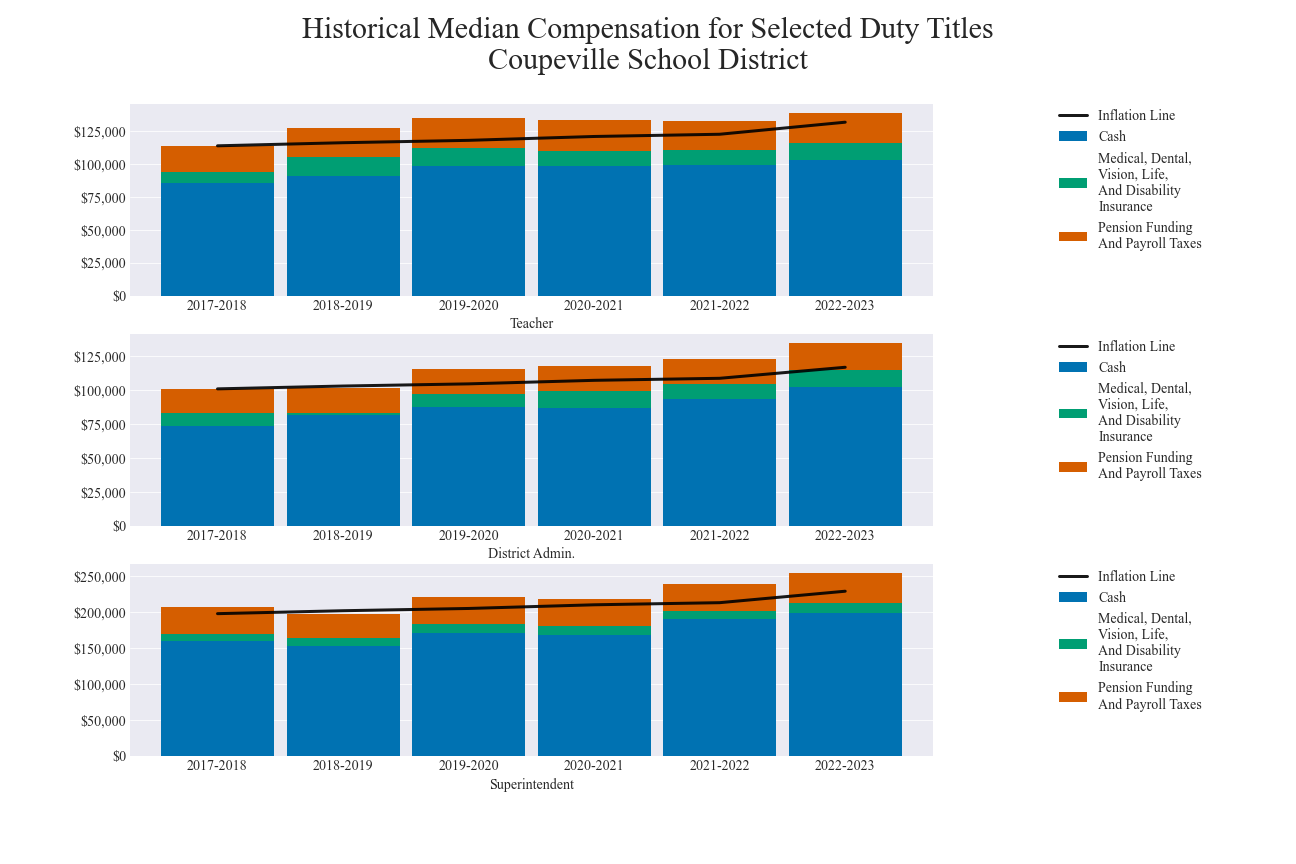 Historical Median Compensation for Selected Duty Titles
Coupeville School District
$125,000
$100,000
$75,000
$50,000
$25,000
$0
2017-2018
2018-2019
2019-2020
2020-2021
2021-2022
2022-2023
Teacher
Inflation Line
Cash
Medical, Dental,
Vision, Life,
And Disability
Insurance
Pension Funding
And Payroll Taxes
$125,000
$100,000
$75,000
$50,000
$25,000
$0
2017-2018
2018-2019
2019-2020
2020-2021
2021-2022
2022-2023
District Admin.
Inflation Line
Cash
Medical, Dental,
Vision, Life,
And Disability
Insurance
Pension Funding
And Payroll Taxes
$250,000
$200,000
$150,000
$100,000
$50,000
$0
2017-2018
2018-2019
2019-2020
2020-2021
2021-2022
2022-2023
Superintendent
Inflation Line
Cash
Medical, Dental,
Vision, Life,
And Disability
Insurance
Pension Funding
And Payroll Taxes